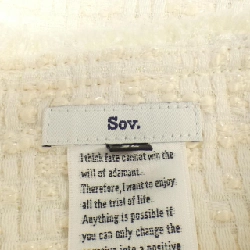 Sov.
I which fate cannot win the
will of adamant.
Therefore, I want to enjoy
all the trial of life.
Anything is possible if
you can only change the
into a positive